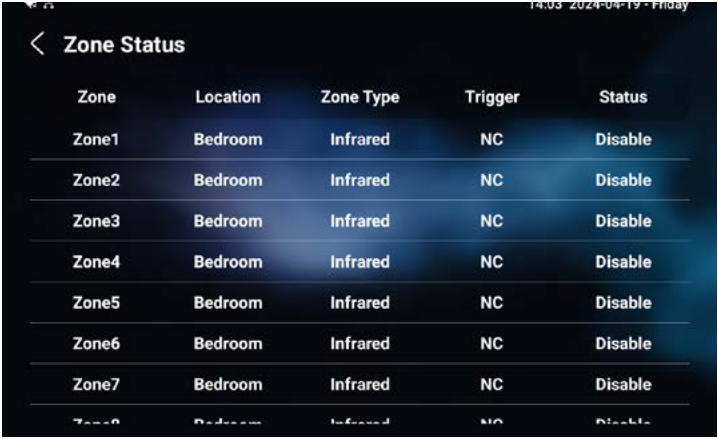 14:03 2024-04-19 - Friday
Zone Status
Zone Location Zone Type Trigger Status
Zone1 Bedroom Infrared NC Disable
Zone2 Bedroom Infrared NC Disable
Zone3 Bedroom Infrared NC Disable
Zone4 Bedroom Infrared NC Disable
Zone5 Bedroom Infrared NC Disable
Zone6 Bedroom Infrared NC Disable
Zone7 Bedroom Infrared NC Disable